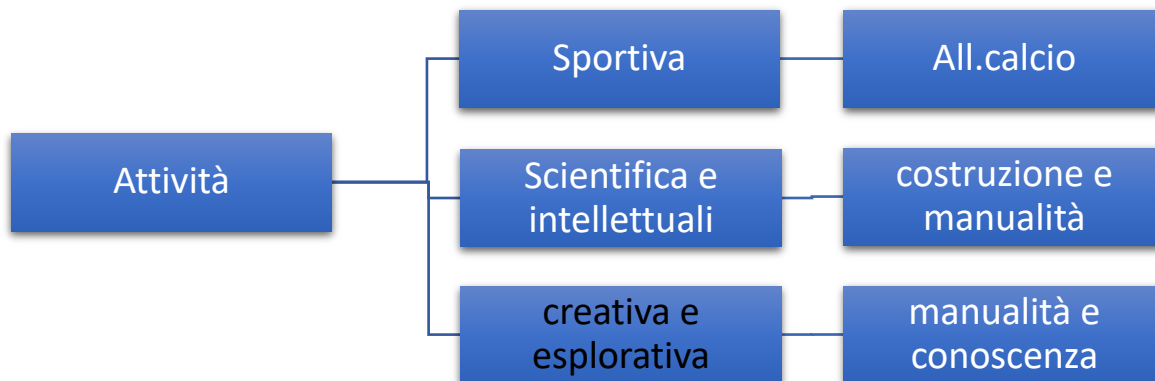 Sportiva
All.calcio
Attività
Scientifica e
intellettuali
costruzione e
manualità
creativa e
esplorativa
manualità e
conoscenza